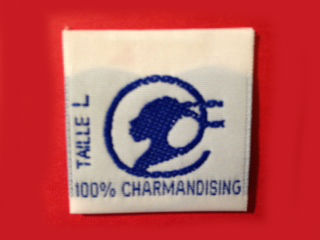 TAILLE L
100% CHARMANDISING